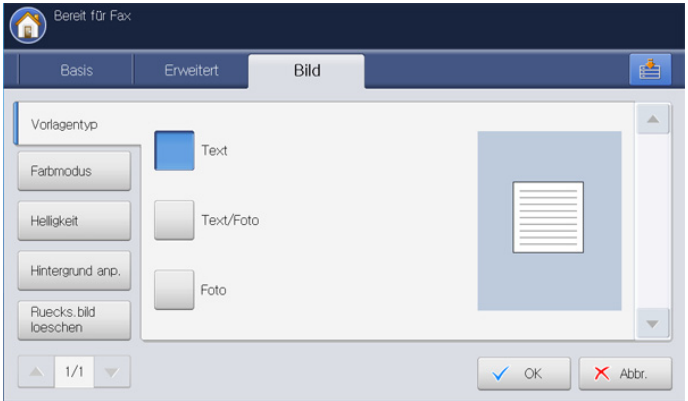 Bereit für Fax
Basis
Erweitert
Bild
Vorlagentyp
Farbmodus
Helligkeit
Hintergrund anp.
Ruecks.bild
loeschen
Text
Text/Foto
Foto
1/1
OK
Abbr.